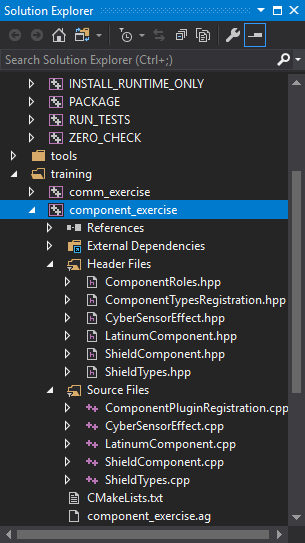 Solution Explorer
Search Solution Explorer (Ctrl+;)
INSTALL_RUNTIME_ONLY
PACKAGE
RUN_TESTS
ZERO_CHECK
tools
training
comm_exercise
component_exercise
References
External Dependencies
Header Files
ComponentRoles.hpp
ComponentTypesRegistration.hpp
CyberSensorEffect.hpp
LatinumComponent.hpp
ShieldComponent.hpp
ShieldTypes.hpp
Source Files
ComponentPluginRegistration.cpp
CyberSensorEffect.cpp
LatinumComponent.cpp
ShieldComponent.cpp
ShieldTypes.cpp
CMakeLists.txt
component_exercise.ag